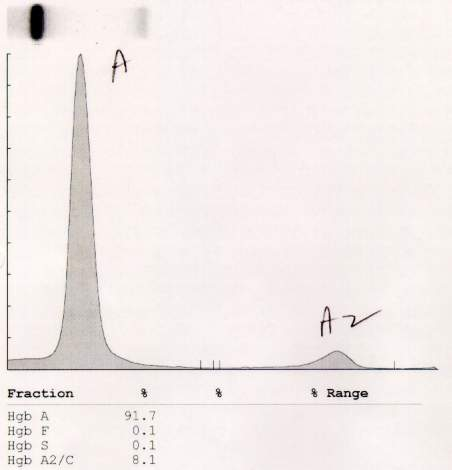 A
A2
Fraction % % % Range
Hgb A 91.7
Hgb F 0.1
Hgb S 0.1
Hgb A2/C 8.1